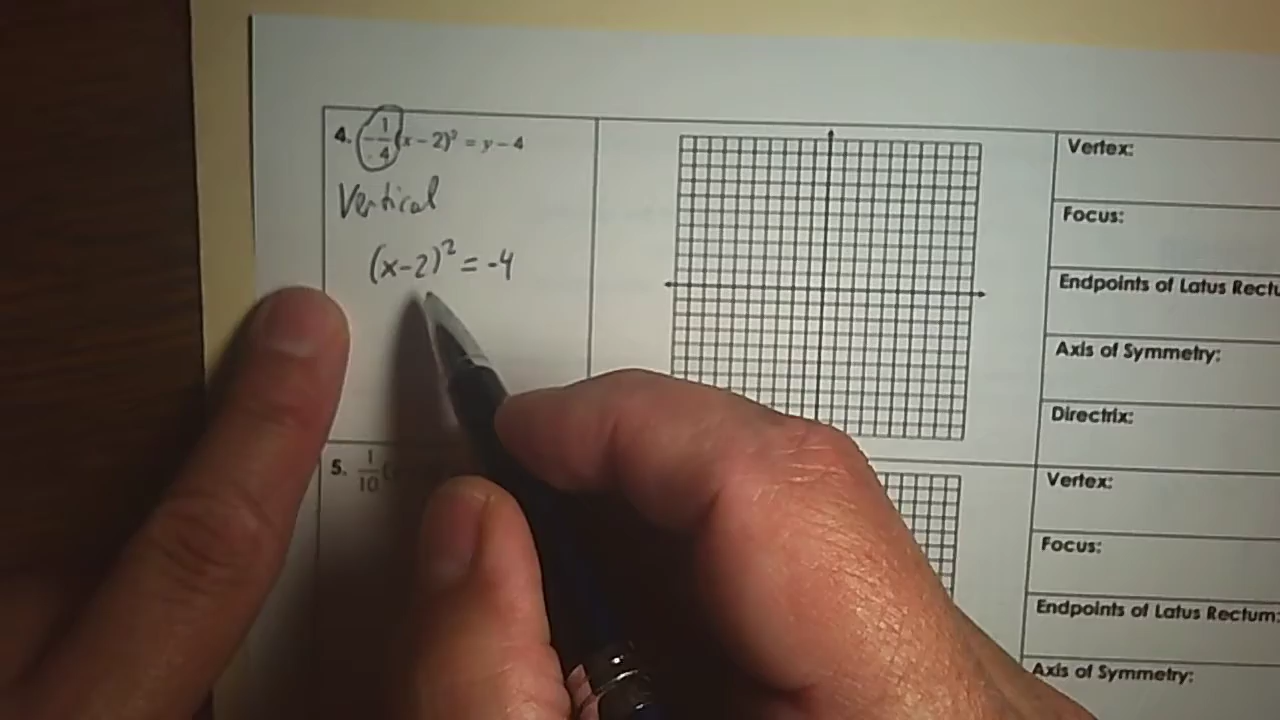 4. -1/4(x-2)² = y-4
Vertical
(x-2)² = -4
Vertex:
Focus:
Endpoints of Latus
Axis of Symmetry:
Directrix:
5. 1/10(
Vertex:
Focus:
Endpoints of Latus Rectum:
Axis of Symmetry: